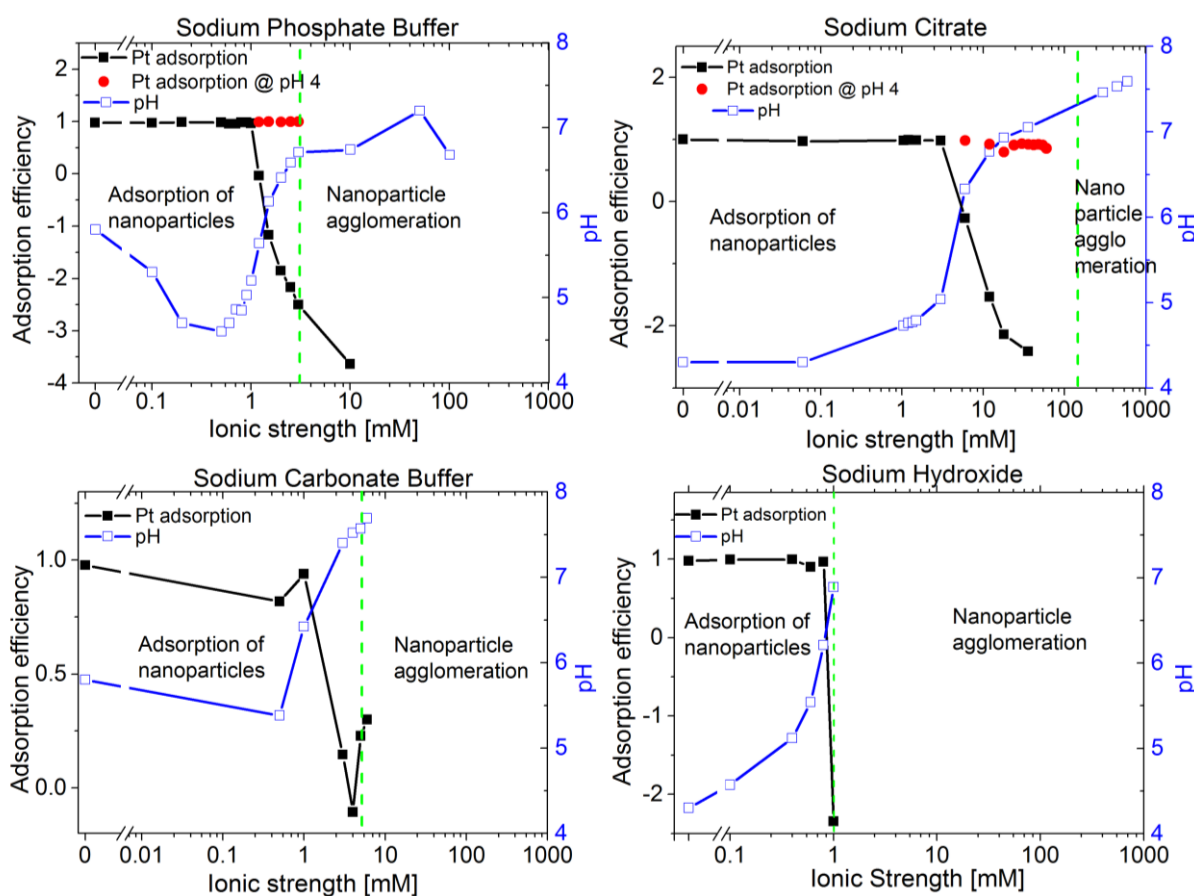 Sodium Phosphate Buffer
Pt adsorption
Pt adsorption @ pH 4
pH
2
1
0
-1
-2
-3
-4
Adsorption efficiency
Adsorption of
nanoparticles
Nanoparticle
agglomeration
8
7
6
5
4
pH
0 0.1 1 10 100 1000
Ionic strength [mM]
Sodium Citrate
Pt adsorption
Pt adsorption @ pH 4
pH
2
0
-2
Adsorption efficiency
Adsorption of
nanoparticles
Nano
particle
agglo
meration
8
7
6
5
4
pH
0 0.01 0.1 1 10 100 1000
Ionic strength [mM]
Sodium Carbonate Buffer
Pt adsorption
pH
1.0
0.5
0.0
Adsorption efficiency
Adsorption of
nanoparticles
Nanoparticle
agglomeration
8
7
6
5
4
pH
0 0.01 0.1 1 10 100 1000
Ionic strength [mM]
Sodium Hydroxide
Pt adsorption
pH
1
0
-1
-2
Adsorption efficiency
Adsorption of
nanoparticles
Nanoparticle
agglomeration
8
7
6
5
4
pH
0.1 1 10 100 1000
Ionic Strength [mM]